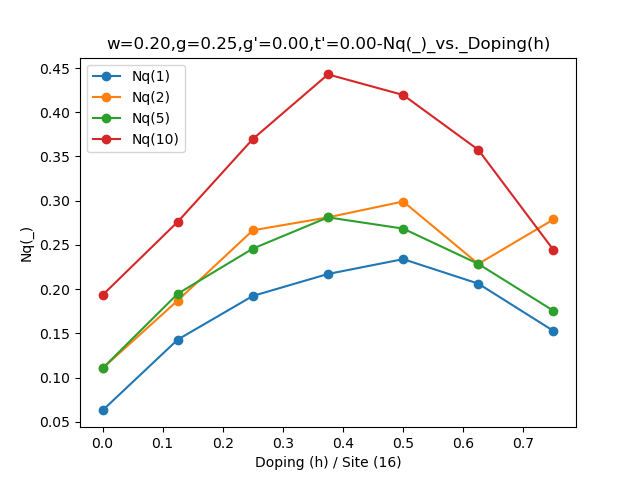 w=0.20,g=0.25,g'=0.00,t'=0.00-Nq(_)_vs._Doping(h)
Nq(1)
Nq(2)
Nq(5)
Nq(10)
Nq(_)
0.45
0.40
0.35
0.30
0.25
0.20
0.15
0.10
0.05
0.0 0.1 0.2 0.3 0.4 0.5 0.6 0.7
Doping (h) / Site (16)